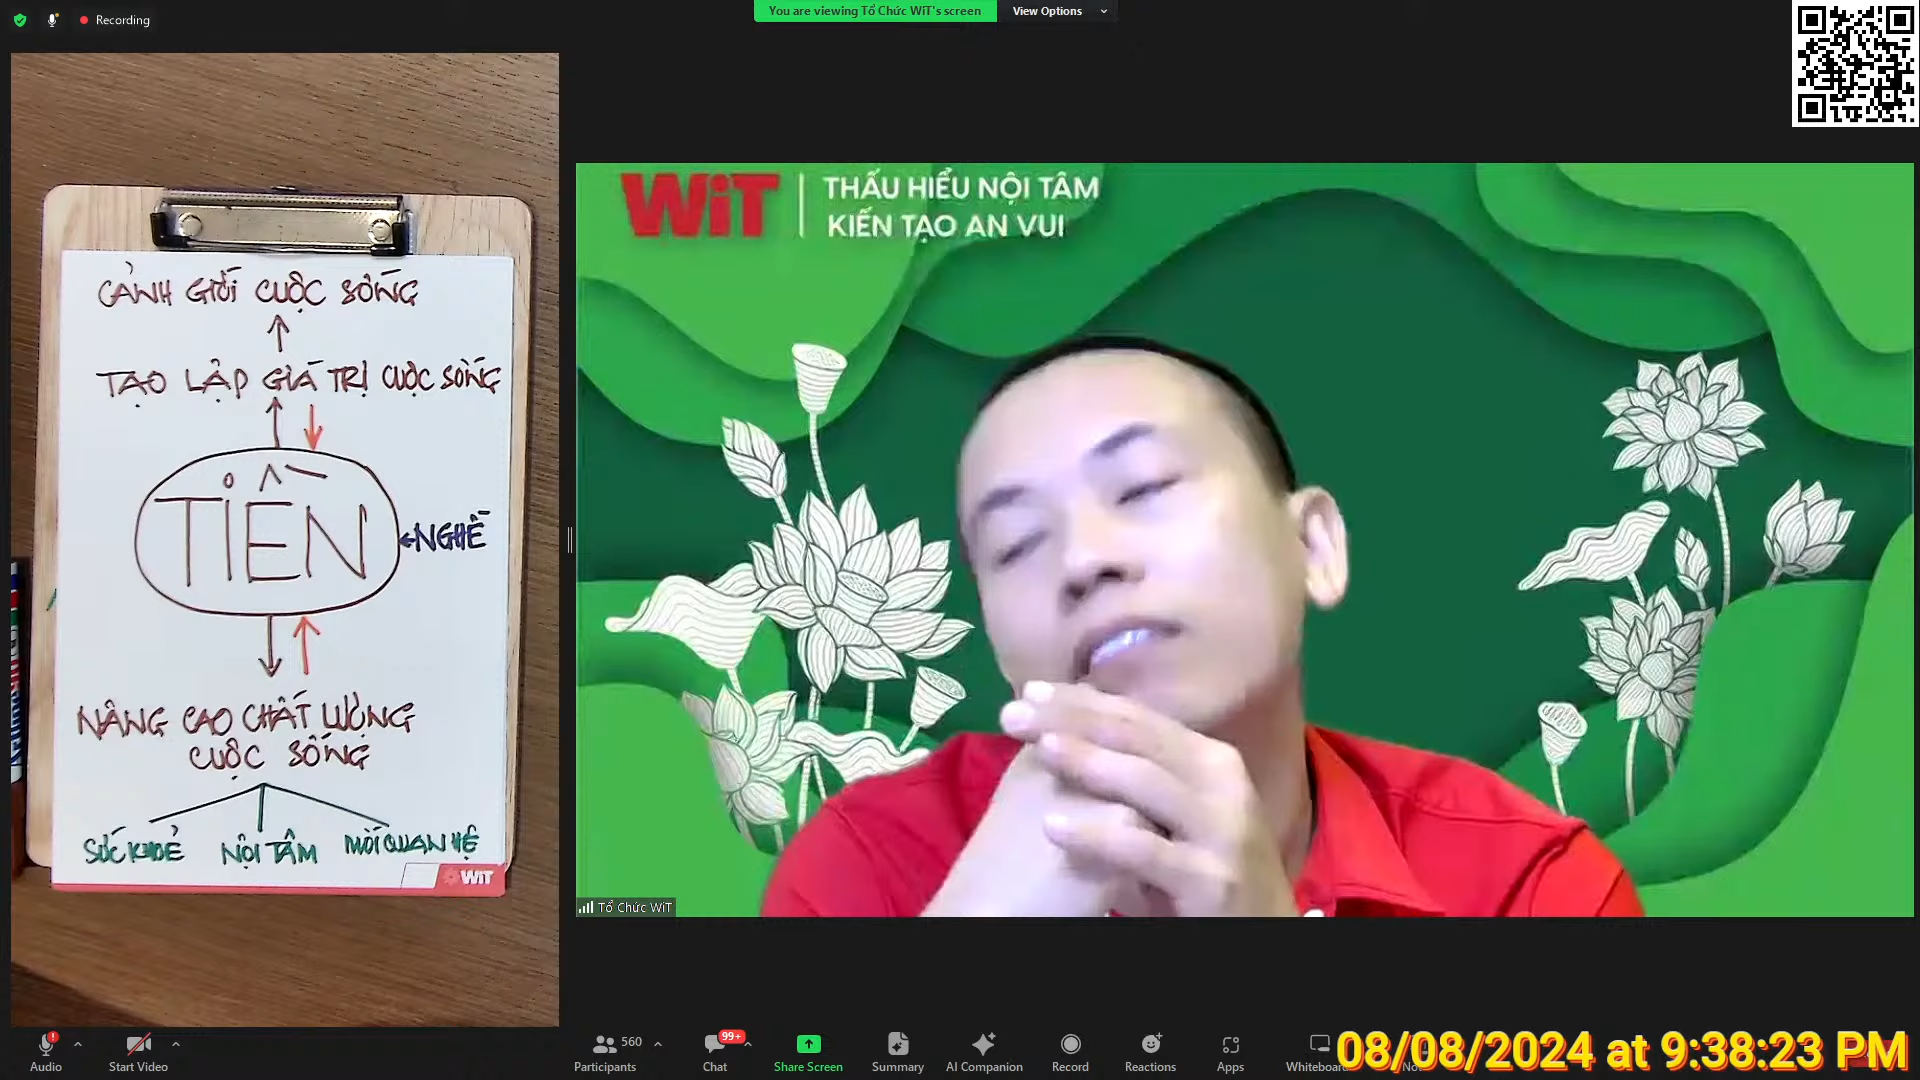 Recording
You are viewing Tổ Chức WiT's screen
View Options
CẢNH GIỚI CUỘC SỐNG
TẠO LẬP GIÁ TRỊ CUỘC SỐNG
TIỀN
NGHỀ
NÂNG CAO CHẤT LƯỢNG
CUỘC SỐNG
SỨC KHOẺ
NỘI TÂM
MỐI QUAN HỆ
WiT
WiT
THẤU HIỂU NỘI TÂM
KIẾN TẠO AN VUI
Tổ Chức WiT
Audio
Start Video
560
Participants
99+
Chat
Share Screen
Summary
AI Companion
Record
Reactions
Apps
08/08/2024 at 9:38:23 PM